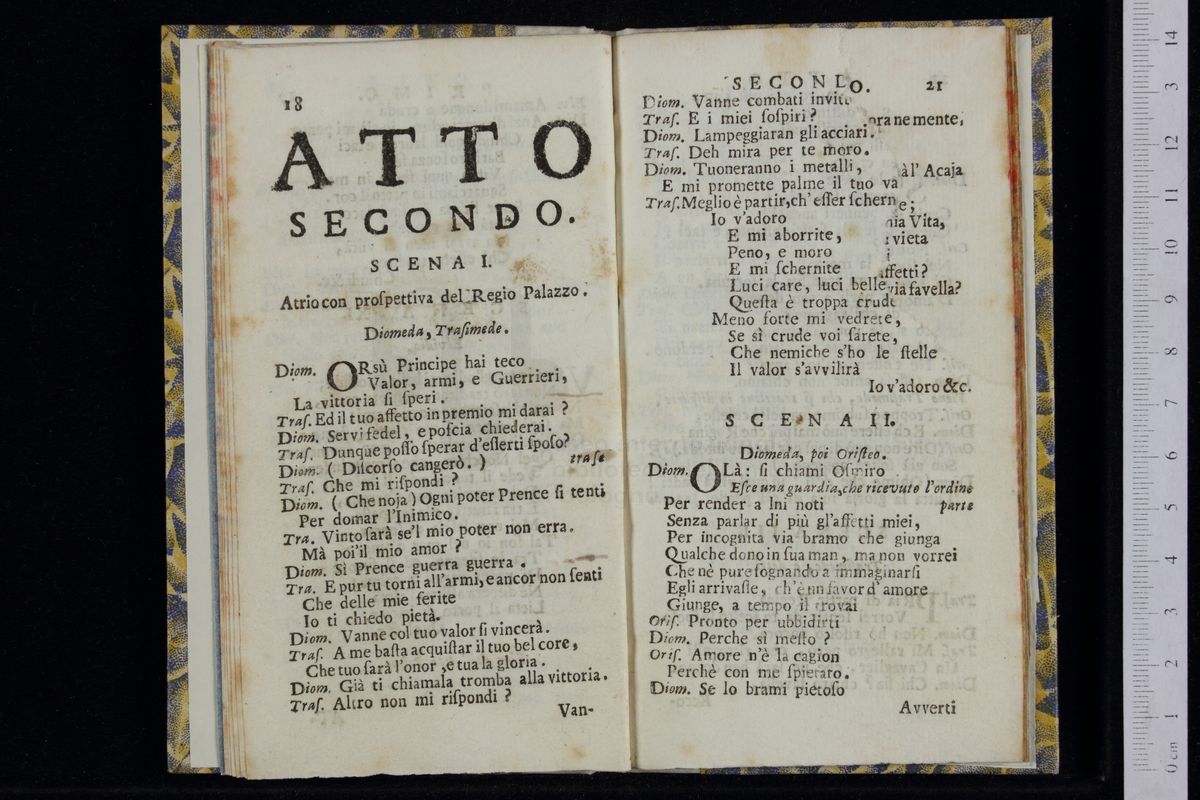 18
ATTO
SECONDO.
SCENA I.
Atrio con prospettiva del Regio Palazzo.
Diomeda, Trasimede.
Diom. ORsù Principe hai teco
Valor, armi, e Guerrieri,
La vittoria si speri.
Tras. Ed il tuo affetto in premio mi darai ?
Diom. Servi fedel, e poscia chiederai.
Tras. Dunque posso sperar d'esserti sposo?
Diom. ( Discorso cangerò. )
trase
Tras. Che mi rispondi ?
Diom. ( Che noja ) Ogni poter Prence si tenti
Per domar l'Inimico.
Tra. Vinto sarà se'l mio poter non erra.
Mà poi'il mio amor ?
Diom. Sì Prence guerra guerra .
Tra. E pur tu torni all'armi, e ancor non senti
Che delle mie ferite
Io ti chiedo pietà.
Diom. Vanne col tuo valor si vincerà.
Tras. A me basta acquistar il tuo bel core,
Che tuo sarà l'onor , e tua la gloria .
Diom. Già ti chiamala tromba alla vittoria.
Tras. Altro non mi rispondi ?
Van-
SECONDO.
21
Diom. Vanne combati
Tras. E i miei sospiri ?
ora nemente,
Diom. Lampeggiaran gli acciari.
Tras. Deh mira per te moro.
Diom. Tuoneranno i metalli ,
àl' Acaja
E mi promette palme il tuo va
Tras. Meglio è partir, ch' esser schern
e ;
Io v'adoro
nia Vita,
E mi aborrite,
vieta
Peno, e moro
i
E mi schernite
ffetti?
Luci care, luci belle
via favella?
Questa è troppa crude
Meno forte mi vedrete,
Se sì crude voi sarete,
Che nemiche s'ho le stelle
Il valor s'avvilirà
Io v'adoro &c.
SCENA II.
Diomeda, poi Oristeo.
Diom. OLà : si chiami Osmiro
Esce una guardia, che ricevuto l'ordine
parte
Per render a lni noti
Senza parlar di più gl'affetti miei,
Per incognita via bramo che giunga
Qualche dono in sua man , ma non vorrei
Che nè pure sognando a immaginarsi
Egli arrivasse, ch'è un favor d' amore
Giunge, a tempo il trovai
Oris. Pronto per ubbidirti
Diom. Perche sì mesto ?
Oris. Amore n'è la cagion
Perchè con me spietaro.
Diom. Se lo brami pietoso
Avverti